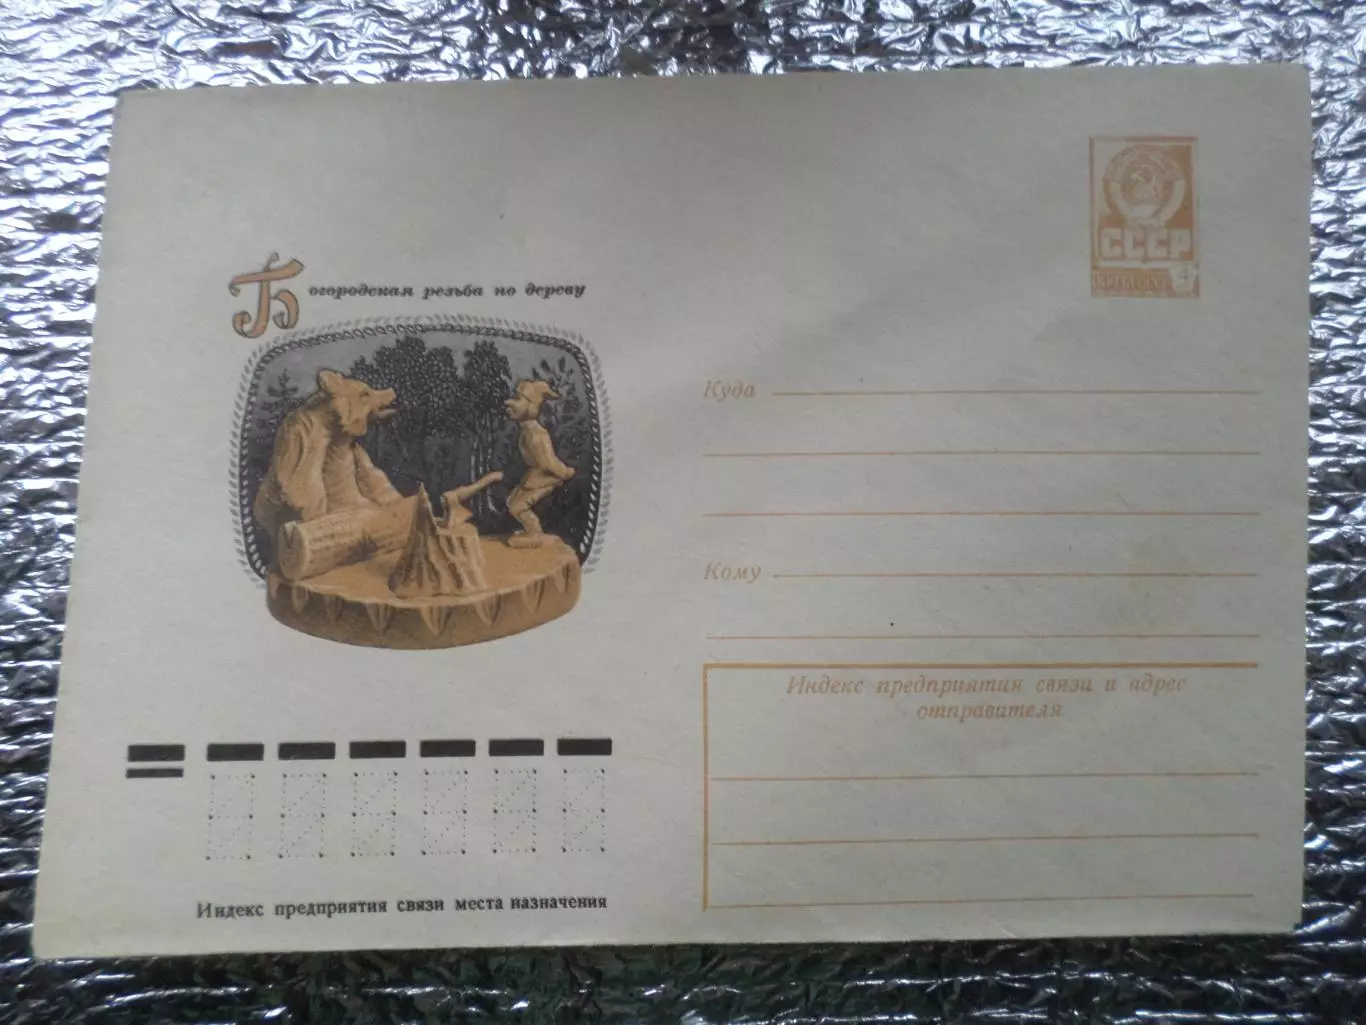 Богородская резьба по дереву
СССР
ПОЧТА СССР 4
Куда
Кому
Индекс предприятия связи и адрес
отправителя
Индекс предприятия связи места назначения